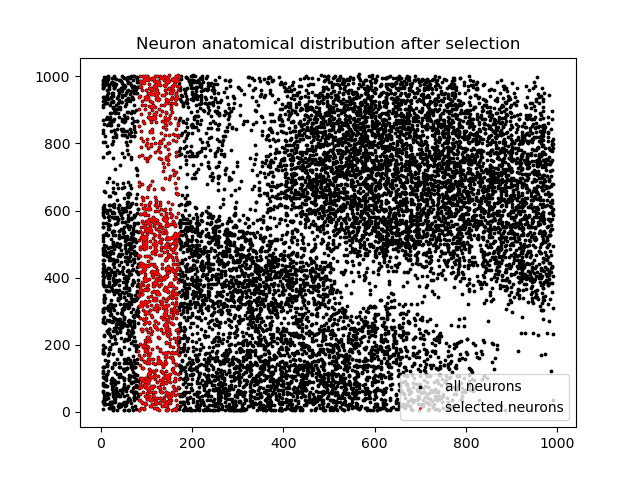 Neuron anatomical distribution after selection
1000
800
600
400
200
0
all neurons
selected neurons
0 200 400 600 800 1000